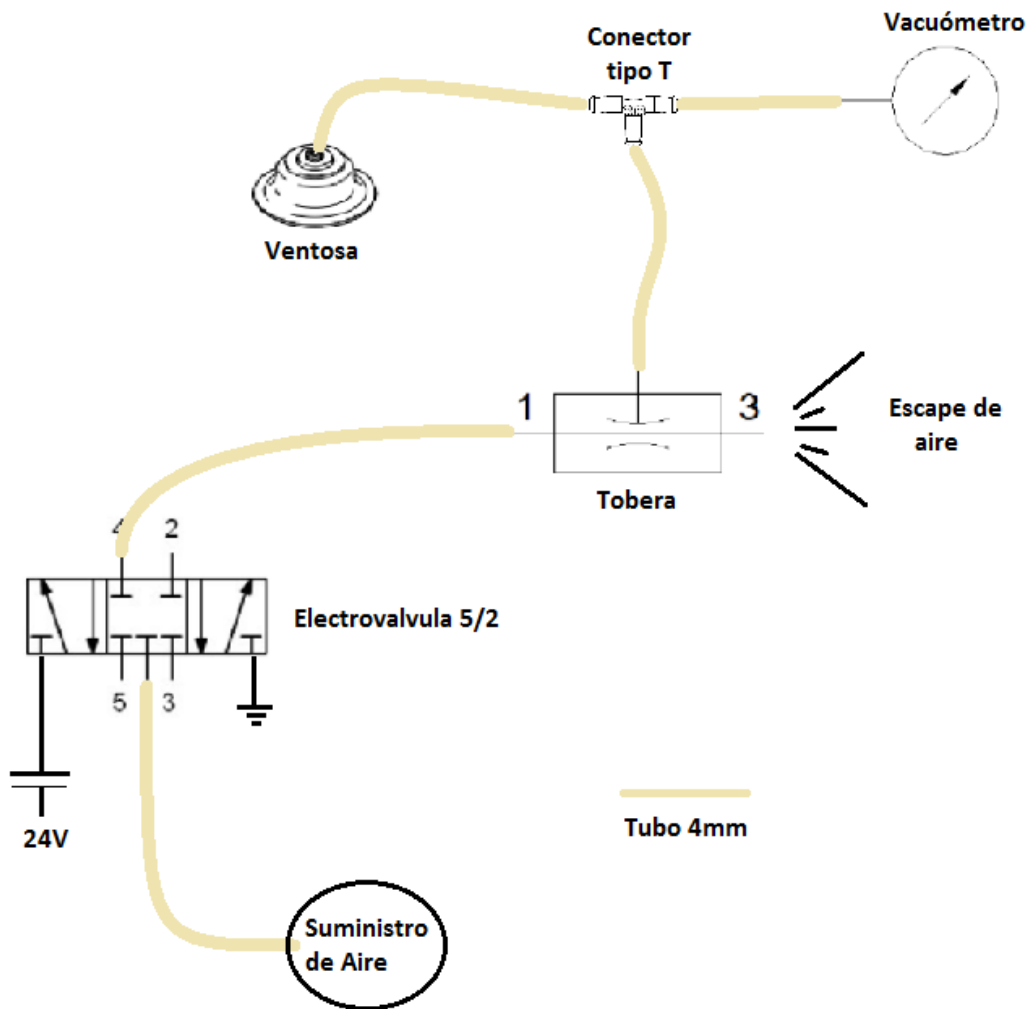 Vacuómetro
Conector
tipo T
Ventosa
1
3
Escape de
aire
Tobera
4
2
Electrovalvula 5/2
5
3
24V
Tubo 4mm
Suministro
de Aire